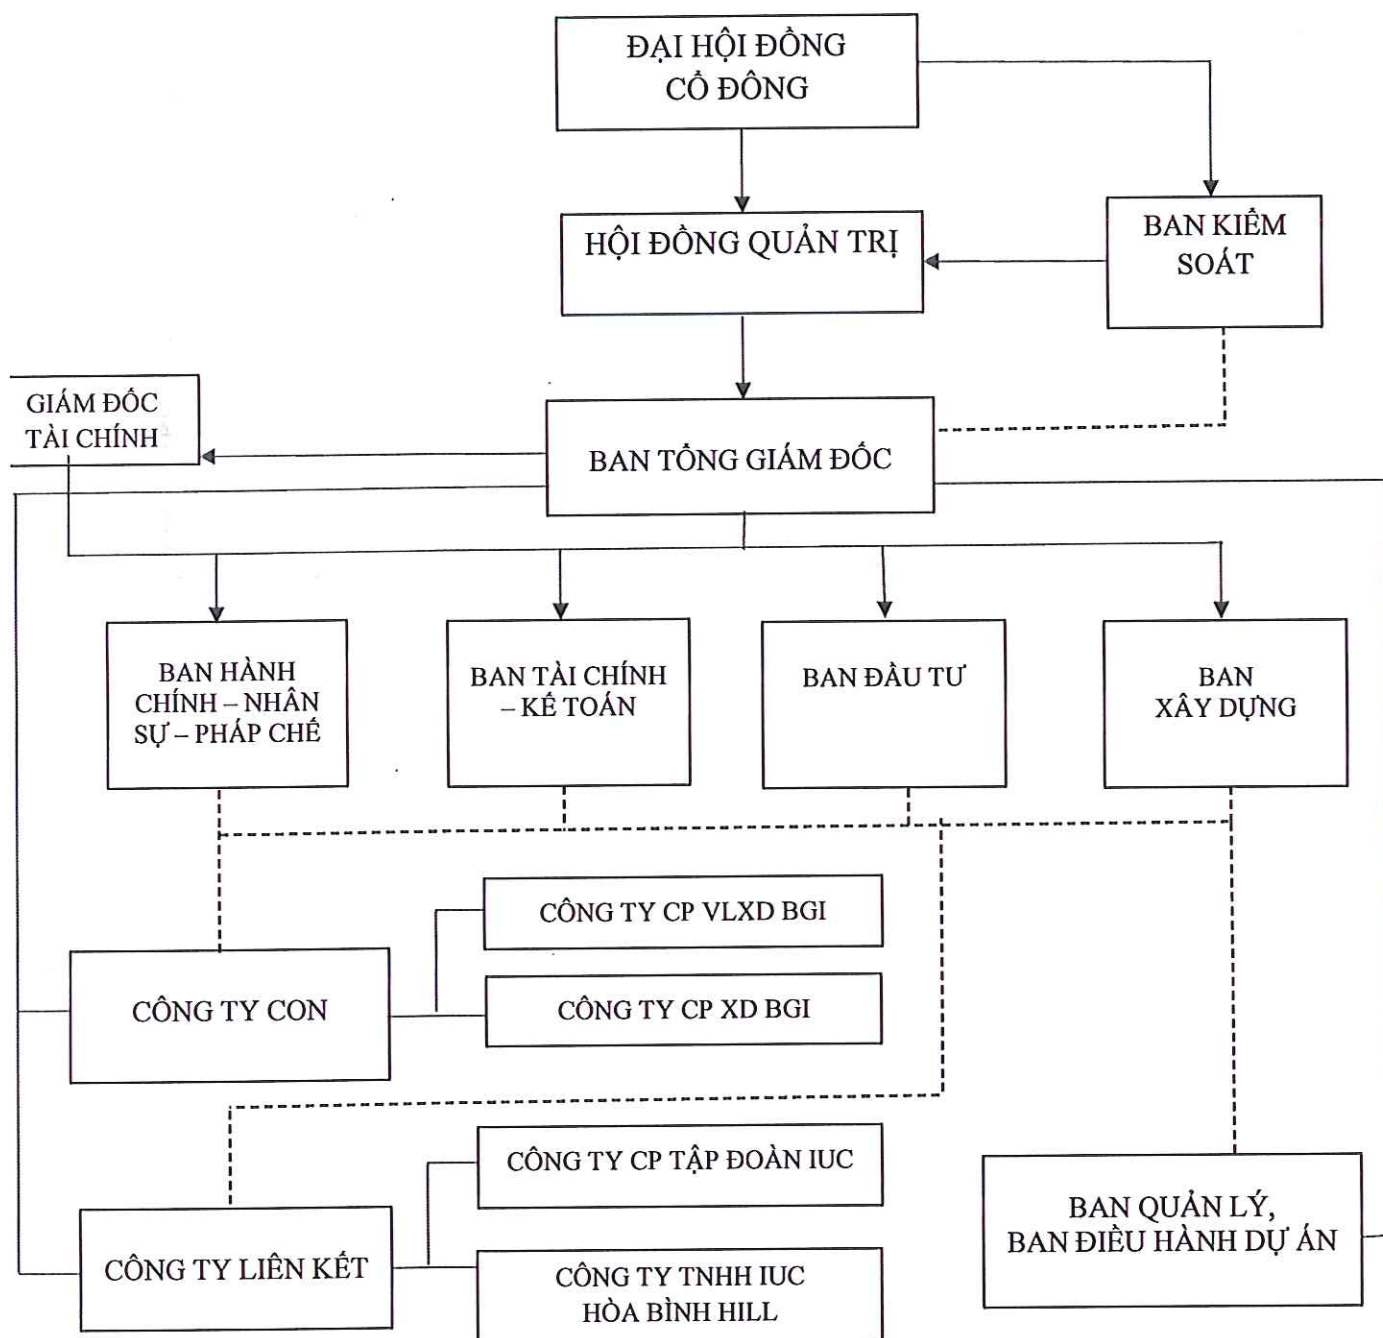 ĐẠI HỘI ĐỒNG
CỔ ĐÔNG
HỘI ĐỒNG QUẢN TRỊ
BAN KIỂM
SOÁT
GIÁM ĐỐC
TÀI CHÍNH
BAN TỔNG GIÁM ĐỐC
BAN HÀNH
CHÍNH – NHÂN
SỰ – PHÁP CHẾ
BAN TÀI CHÍNH
– KẾ TOÁN
BAN ĐẦU TƯ
BAN
XÂY DỰNG
CÔNG TY CP VLXD BGI
CÔNG TY CON
CÔNG TY CP XD BGI
CÔNG TY CP TẬP ĐOÀN IUC
BAN QUẢN LÝ,
BAN ĐIỀU HÀNH DỰ ÁN
CÔNG TY LIÊN KẾT
CÔNG TY TNHH IUC
HÒA BÌNH HILL